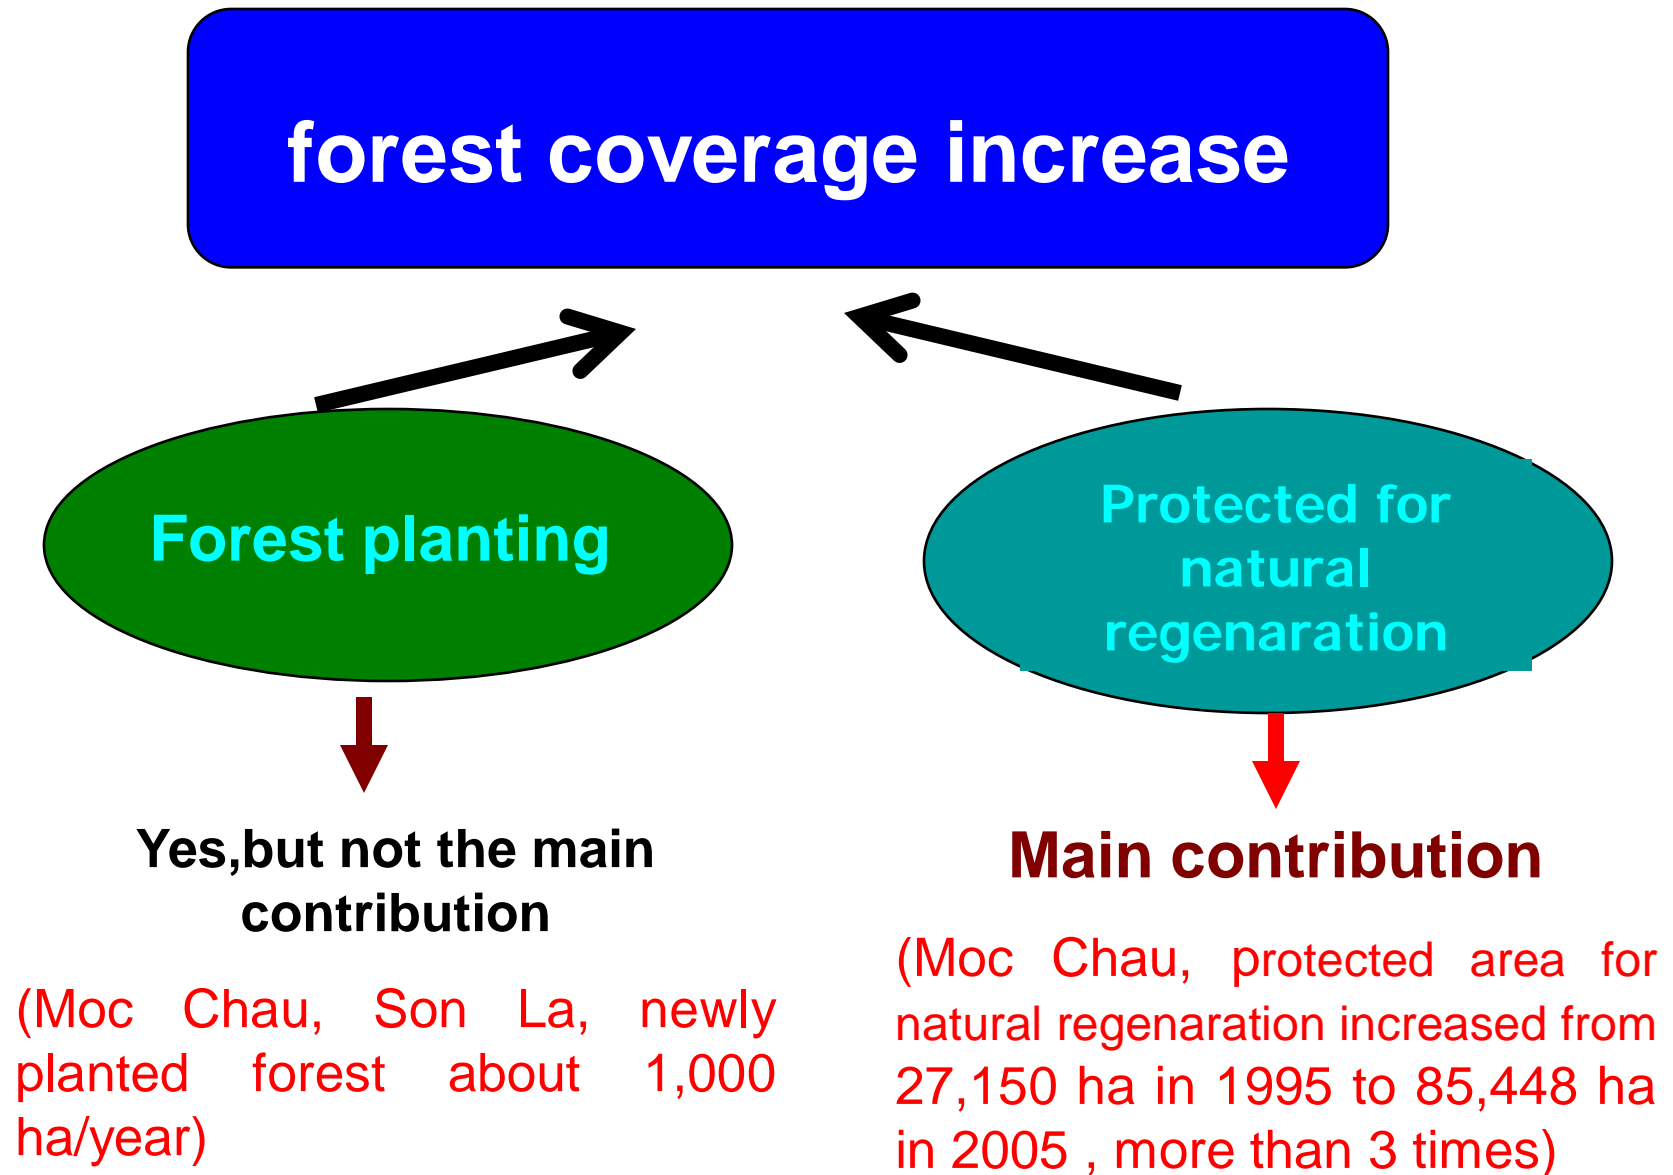 forest coverage increase
Forest planting
Protected for
natural
regenaration
Yes,but not the main
contribution
(Moc Chau, Son La, newly
planted forest about 1,000
ha/year)
Main contribution
(Moc Chau, protected area for
natural regenaration increased from
27,150 ha in 1995 to 85,448 ha
in 2005 , more than 3 times)